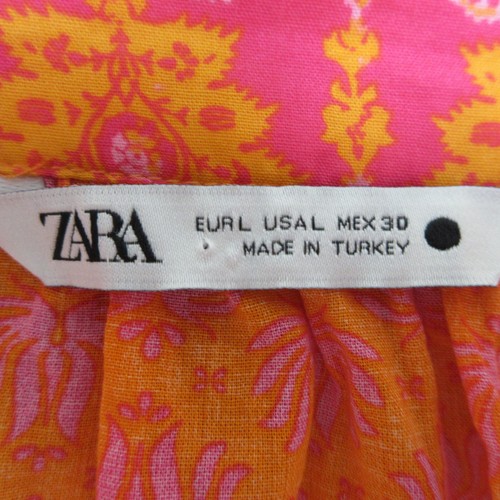 ZARA
EUR L USA L MEX 30
MADE IN TURKEY